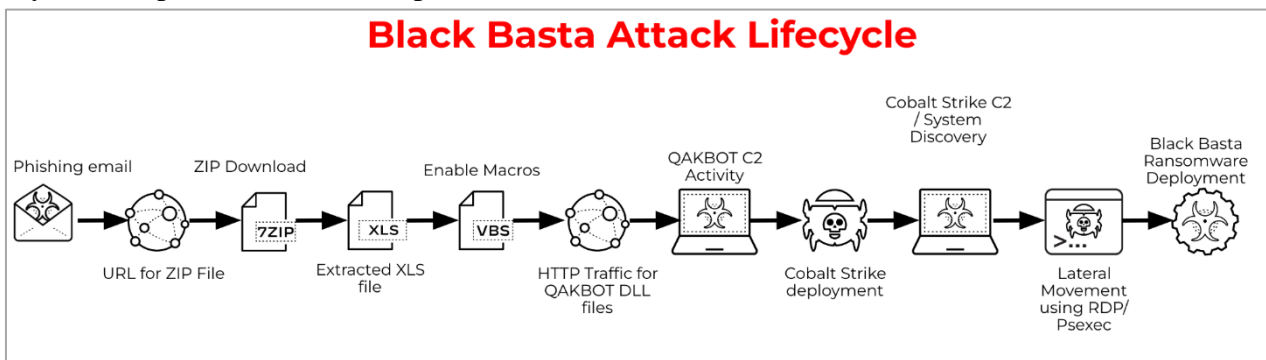 Black Basta Attack Lifecycle
Phishing email
URL for ZIP File
ZIP Download
7ZIP
XLS
Extracted XLS
file
Enable Macros
VBS
HTTP Traffic for
QAKBOT DLL
files
QAKBOT C2
Activity
Cobalt Strike
deployment
Cobalt Strike C2
/ System
Discovery
>...
Lateral
Movement
using RDP/
Psexec
Black Basta
Ransomware
Deployment